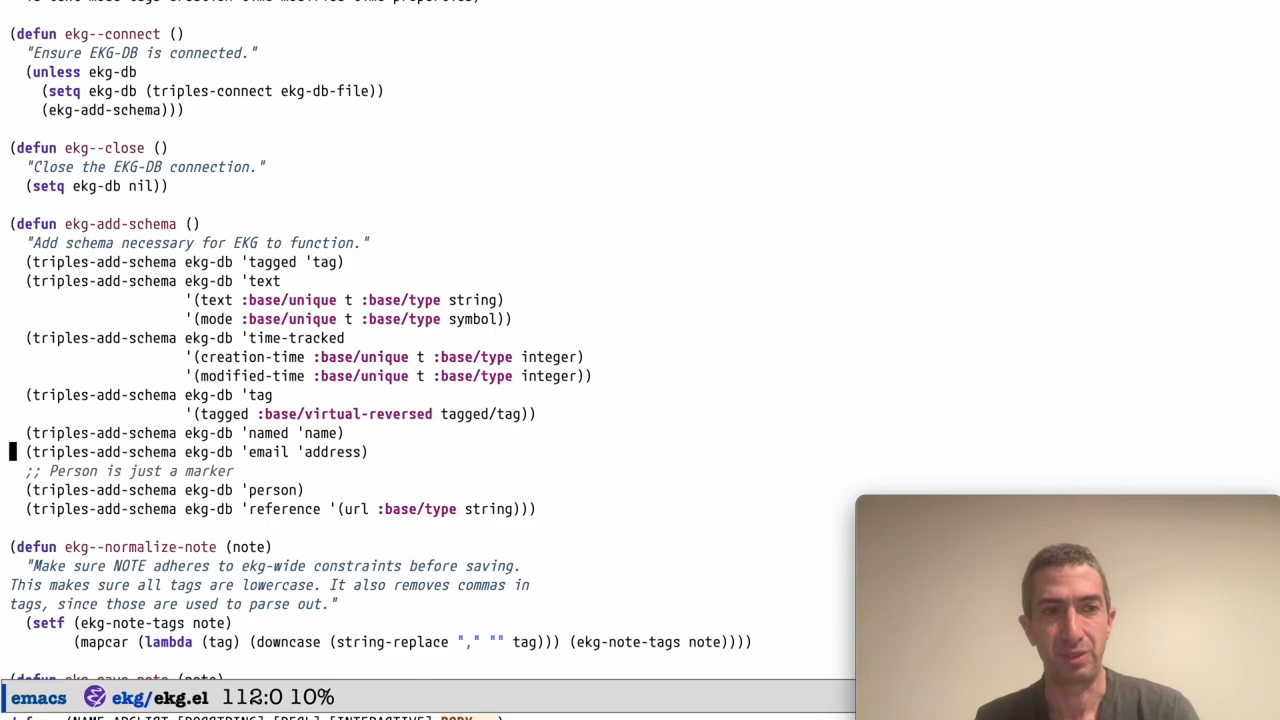 (defun ekg--connect ()
"Ensure EKG-DB is connected."
(unless ekg-db
(setq ekg-db (triples-connect ekg-db-file))
(ekg-add-schema)))
(defun ekg--close ()
"Close the EKG-DB connection."
(setq ekg-db nil))
(defun ekg-add-schema ()
"Add schema necessary for EKG to function."
(triples-add-schema ekg-db 'tagged 'tag)
(triples-add-schema ekg-db 'text
'(text :base/unique t :base/type string)
'(mode :base/unique t :base/type symbol))
(triples-add-schema ekg-db 'time-tracked
'(creation-time :base/unique t :base/type integer)
'(modified-time :base/unique t :base/type integer))
(triples-add-schema ekg-db 'tag
'(tagged :base/virtual-reversed tagged/tag))
(triples-add-schema ekg-db 'named 'name)
(triples-add-schema ekg-db 'email 'address)
;; Person is just a marker
(triples-add-schema ekg-db 'person)
(triples-add-schema ekg-db 'reference '(url :base/type string)))
(defun ekg--normalize-note (note)
"Make sure NOTE adheres to ekg-wide constraints before saving.
This makes sure all tags are lowercase. It also removes commas in
tags, since those are used to parse out."
(setf (ekg-note-tags note)
(mapcar (lambda (tag) (downcase (string-replace "," "" tag))) (ekg-note-tags note))))
emacs ekg/ekg.el 112:0 10%